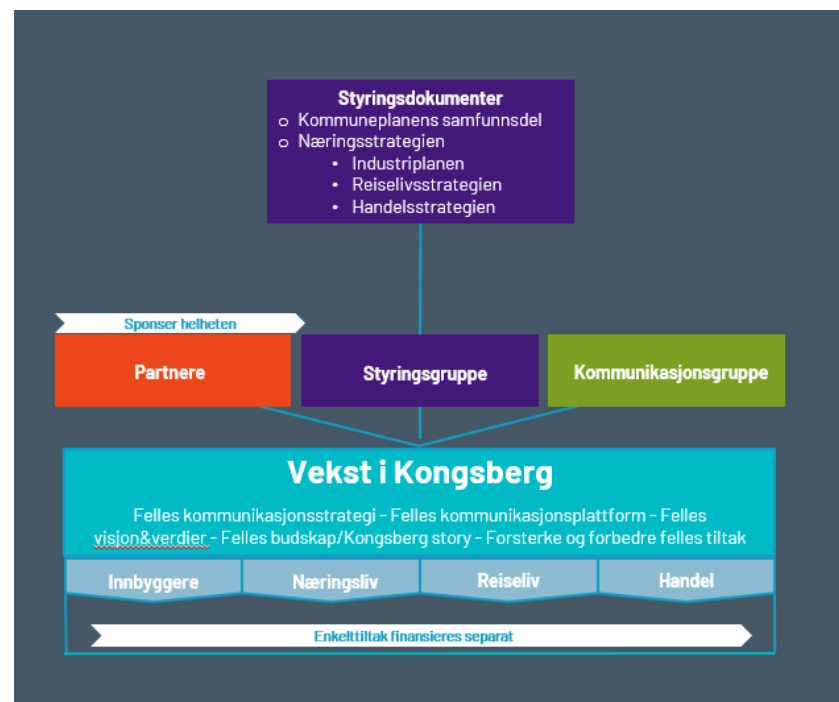 Styringsdokumenter
o Kommuneplanens samfunnsdel
o Næringsstrategien
• Industriplanen
• Reiselivsstrategien
• Handelsstrategien
Sponser helheten
Partnere
Styringsgruppe
Kommunikasjonsgruppe
Vekst i Kongsberg
Felles kommunikasjonsstrategi - Felles kommunikasjonsplattform - Felles
visjon&verdier - Felles budskap/Kongsberg story - Forsterke og forbedre felles tiltak
Innbyggere
Næringsliv
Reiseliv
Handel
Enkelttiltak finansieres separat